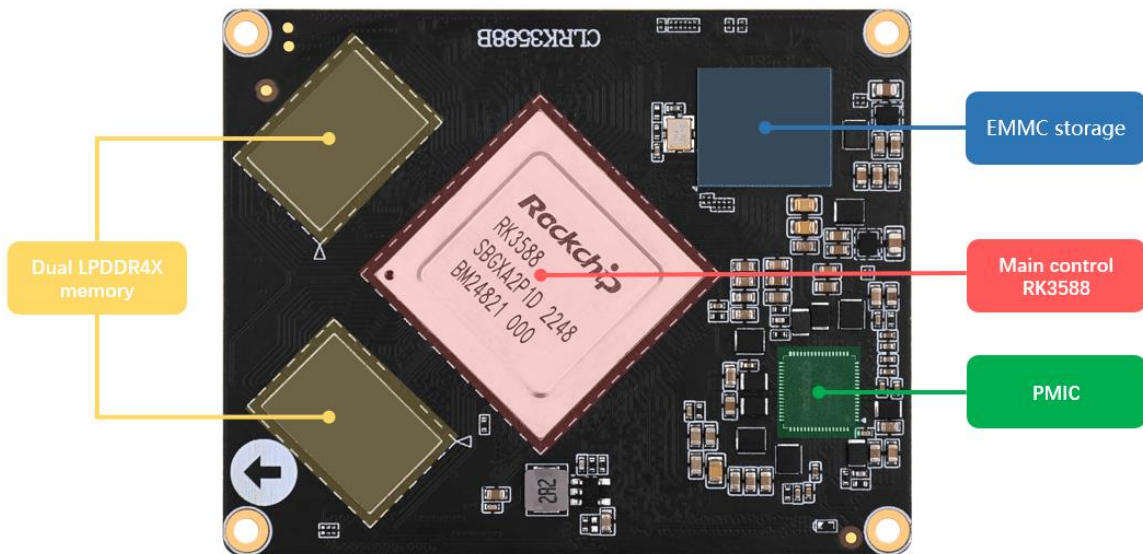 CLRK3588B
EMMC storage
Dual LPDDR4X
memory
Rockchip
RK3588
SBGXA2P1D 2248
BM24821 000
Main control
RK3588
PMIC
2R2